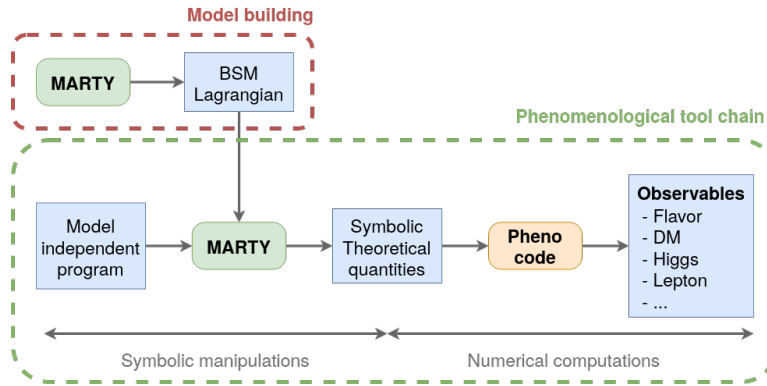 Model building
MARTY
BSM
Lagrangian
Phenomenological tool chain
Model
independent
program
MARTY
Symbolic
Theoretical
quantities
Pheno
code
Observables
- Flavor
- DM
- Higgs
- Lepton
- ...
Symbolic manipulations
Numerical computations